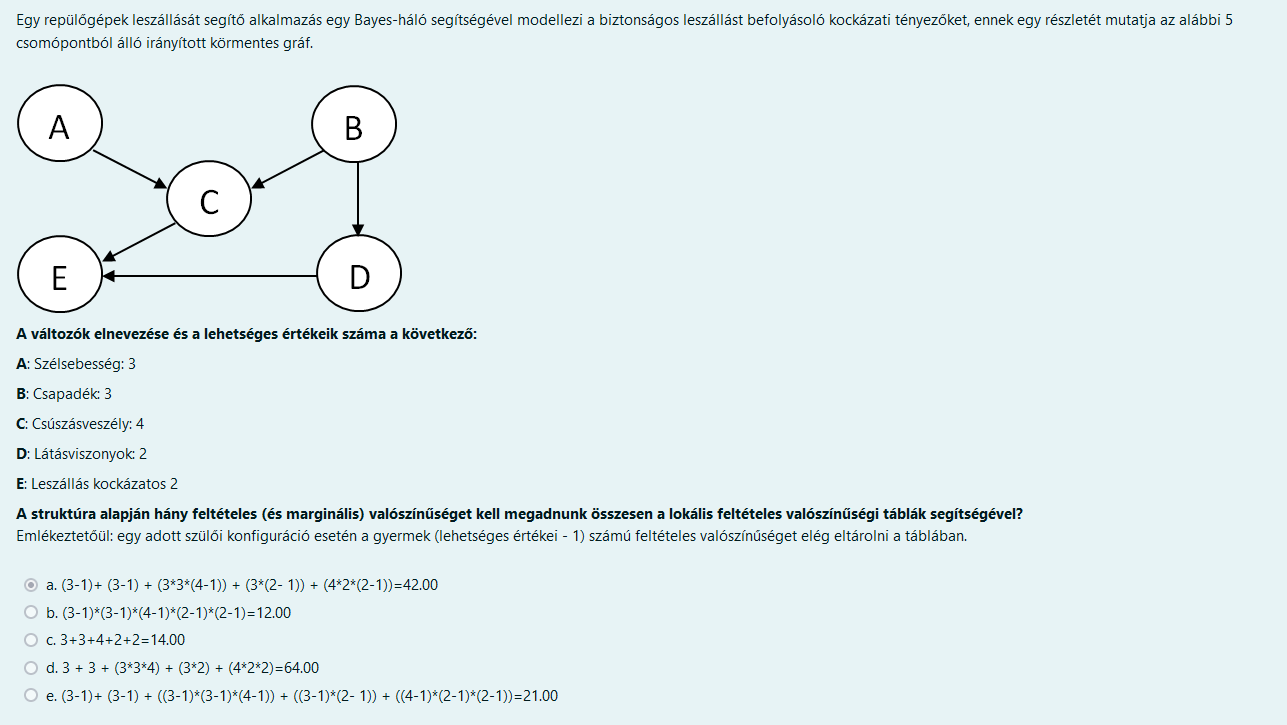 Egy repülőgépek leszállását segítő alkalmazás egy Bayes-háló segítségével modellezi a biztonságos leszállást befolyásoló kockázati tényezőket, ennek egy részletét mutatja az alábbi 5
csomópontból álló irányított körmentes gráf.
A
B
C
E
D
A változók elnevezése és a lehetséges értékeik száma a következő:
A: Szélsebesség: 3
B: Csapadék: 3
C: Csúszásveszély: 4
D: Látásviszonyok: 2
E: Leszállás kockázatos 2
A struktúra alapján hány feltételes (és marginális) valószínűséget kell megadnunk összesen a lokális feltételes valószínűségi táblák segítségével?
Emlékeztetőül: egy adott szülői konfiguráció esetén a gyermek (lehetséges értékei - 1) számú feltételes valószínűséget elég eltárolni a táblában.
a. (3-1)+ (3-1) + (3*3*(4-1)) + (3*(2- 1)) + (4*2*(2-1))=42.00
b. (3-1)*(3-1)*(4-1)*(2-1)*(2-1)=12.00
c. 3+3+4+2+2=14.00
d. 3 + 3 + (3*3*4) + (3*2) + (4*2*2)=64.00
e. (3-1)+ (3-1) + ((3-1)*(3-1)*(4-1)) + ((3-1)*(2- 1)) + ((4-1)*(2-1)*(2-1))=21.00